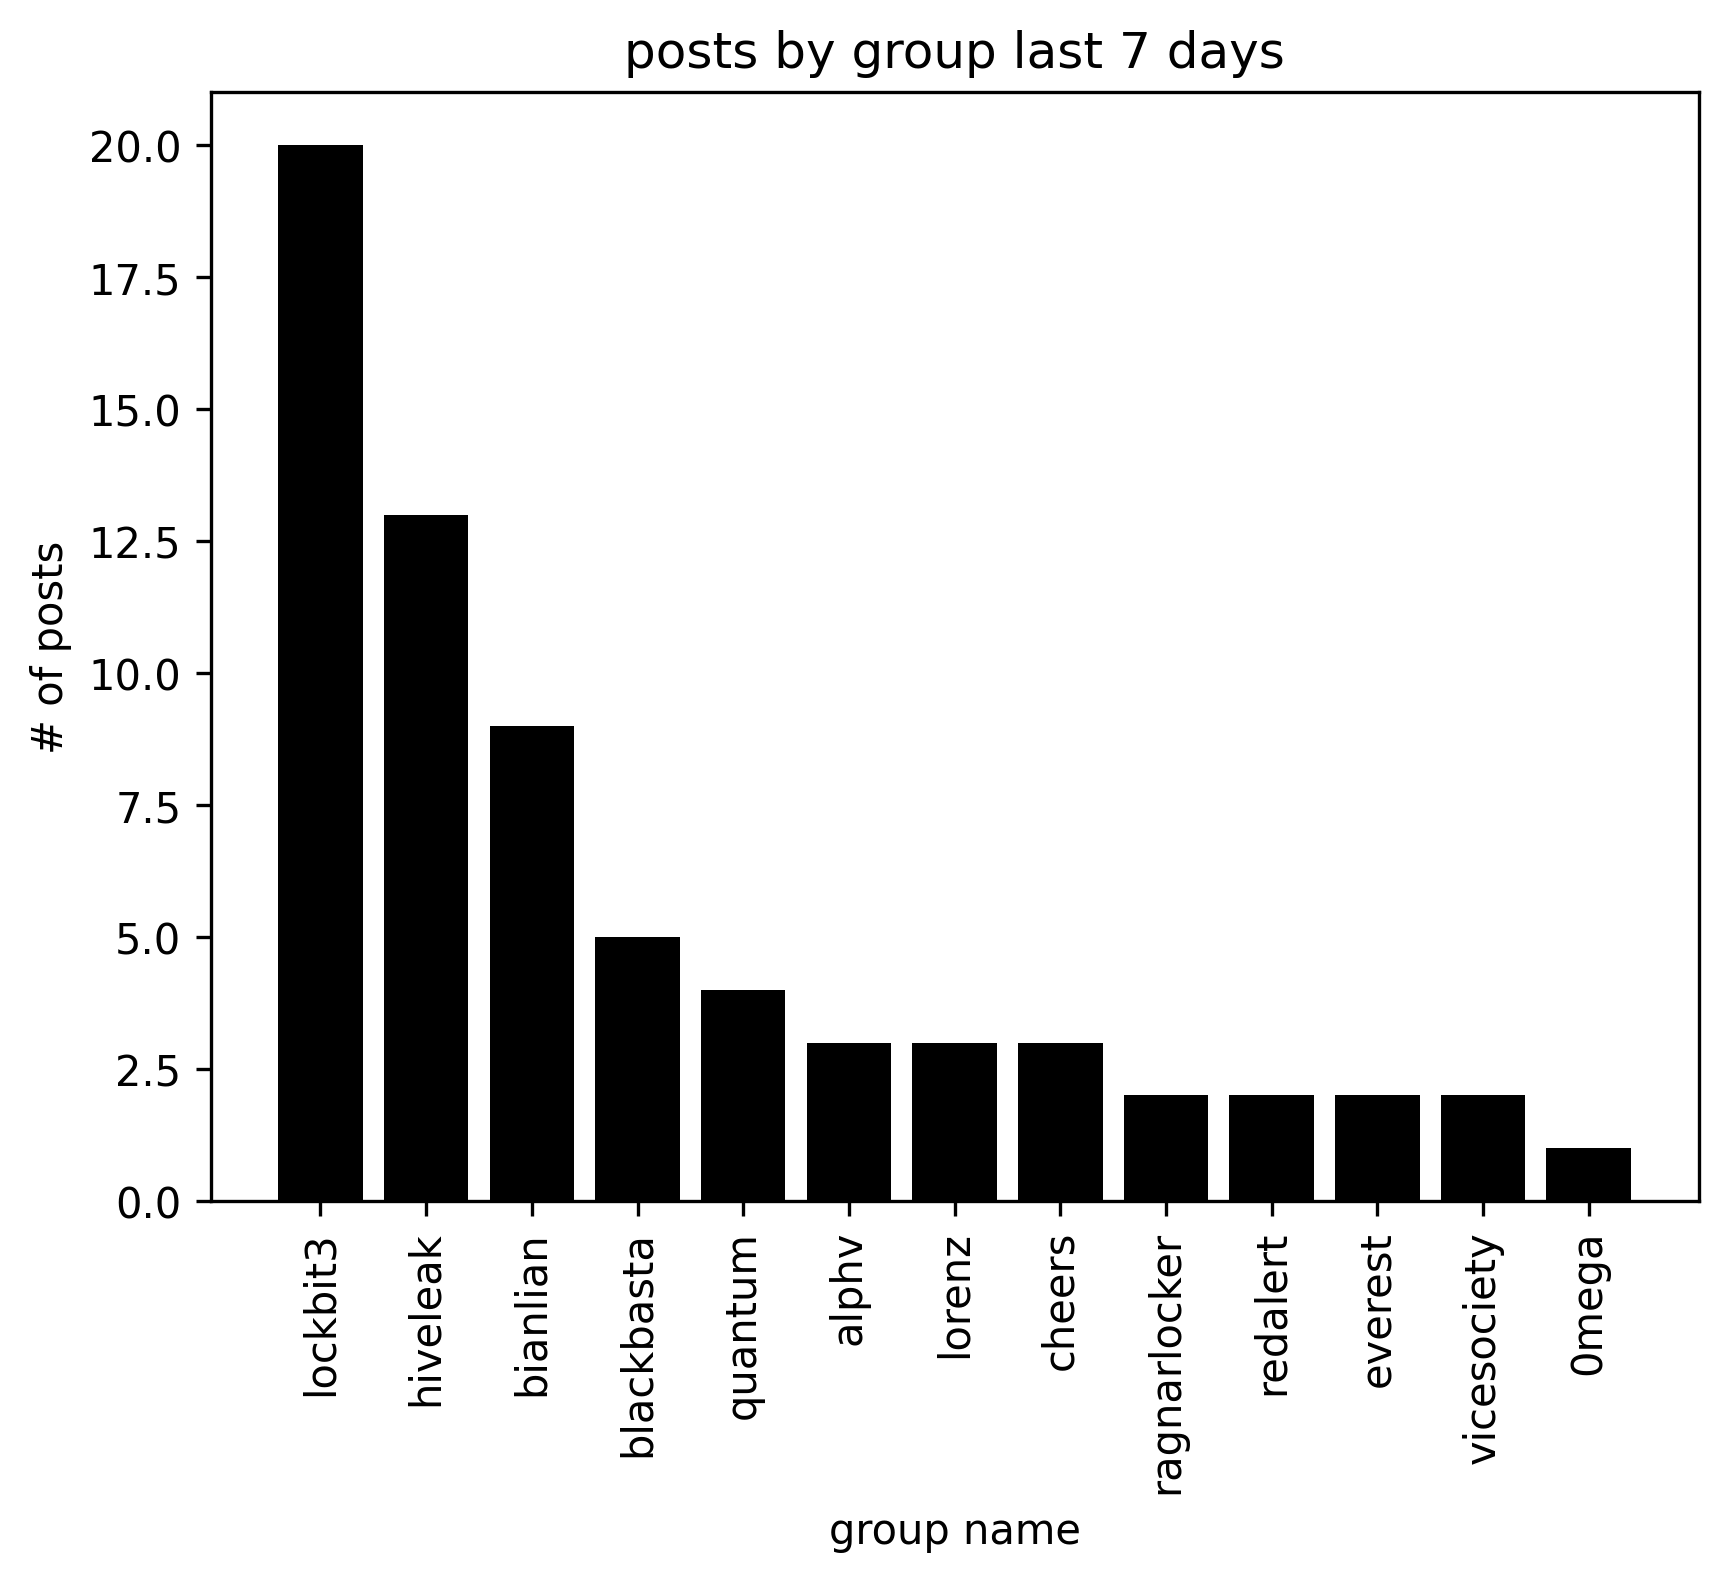 posts by group last 7 days
# of posts
20.0
17.5
15.0
12.5
10.0
7.5
5.0
2.5
0.0
lockbit3
hiveleak
bianlian
blackbasta
quantum
alphv
lorenz
cheers
ragnarlocker
redalert
everest
vicesociety
0mega
group name